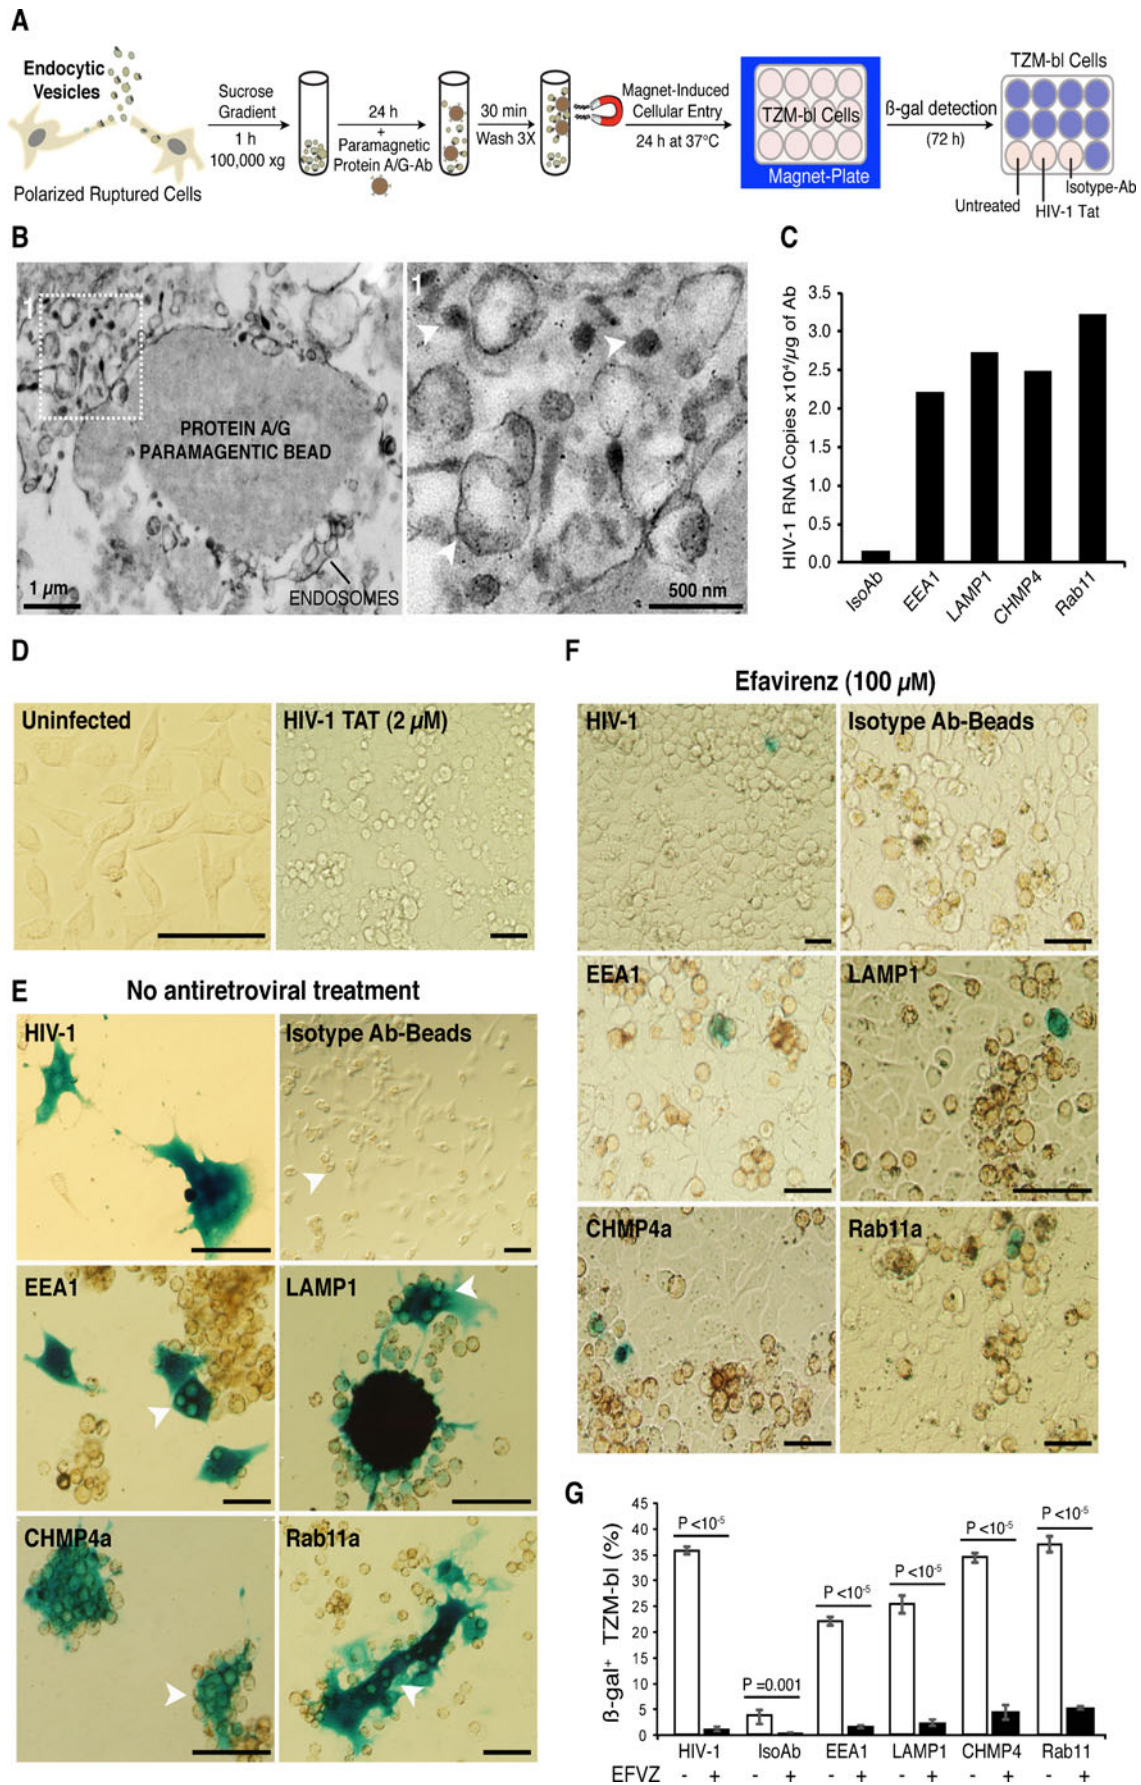 A
Endocytic
Vesicles
Polarized Ruptured Cells
Sucrose
Gradient
1 h
100,000 xg
24 h
+
Paramagnetic
Protein A/G-Ab
30 min
Wash 3X
Magnet-Induced
Cellular Entry
24 h at 37°C
TZM-bl Cells
Magnet-Plate
ß-gal detection
(72 h)
TZM-bl Cells
Isotype-Ab
Untreated
HIV-1 Tat
B
1
PROTEIN A/G
PARAMAGENTIC BEAD
1 µm
ENDOSOMES
1
500 nm
C
HIV-1 RNA Copies x10⁴/µg of Ab
3.5
3.0
2.5
2.0
1.5
1.0
0.5
0.0
IsoAb
EEA1
LAMP1
CHMP4
Rab11
D
Uninfected
HIV-1 TAT (2 µM)
E
No antiretroviral treatment
HIV-1
Isotype Ab-Beads
EEA1
LAMP1
CHMP4a
Rab11a
F
Efavirenz (100 µM)
HIV-1
Isotype Ab-Beads
EEA1
LAMP1
CHMP4a
Rab11a
G
ß-gal⁺ TZM-bl (%)
45
40
35
30
25
20
15
10
5
0
P <10⁻⁵
P =0.001
P <10⁻⁵
P <10⁻⁵
P <10⁻⁵
P <10⁻⁵
HIV-1
IsoAb
EEA1
LAMP1
CHMP4
Rab11
EFVZ - + - + - + - + - + - +